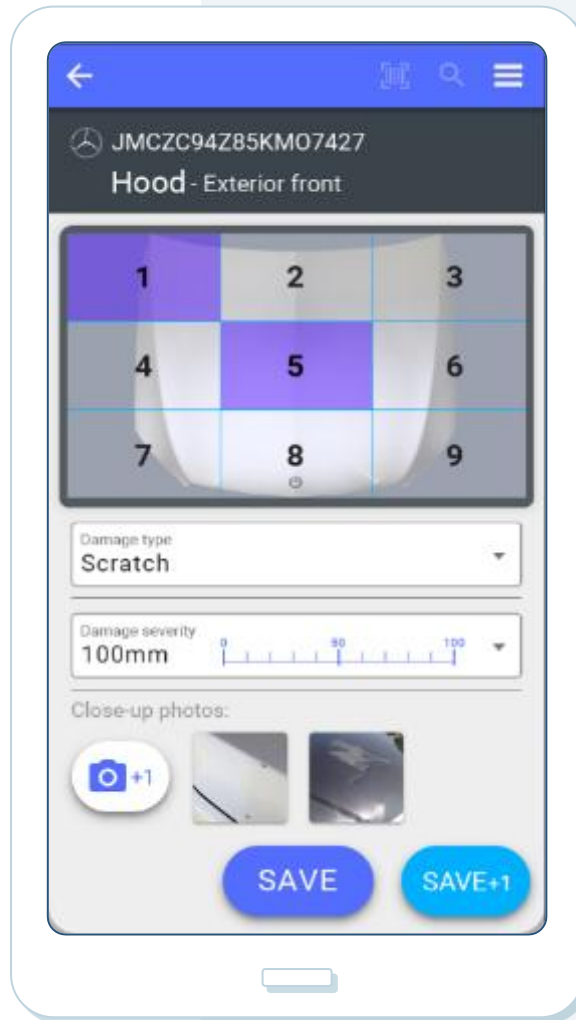 JMCZC94Z85KM07427
Hood - Exterior front
1 2 3
4 5 6
7 8 9
Damage type
Scratch
Damage severity
100mm
0 50 100
Close-up photos:
+1
SAVE
SAVE+1